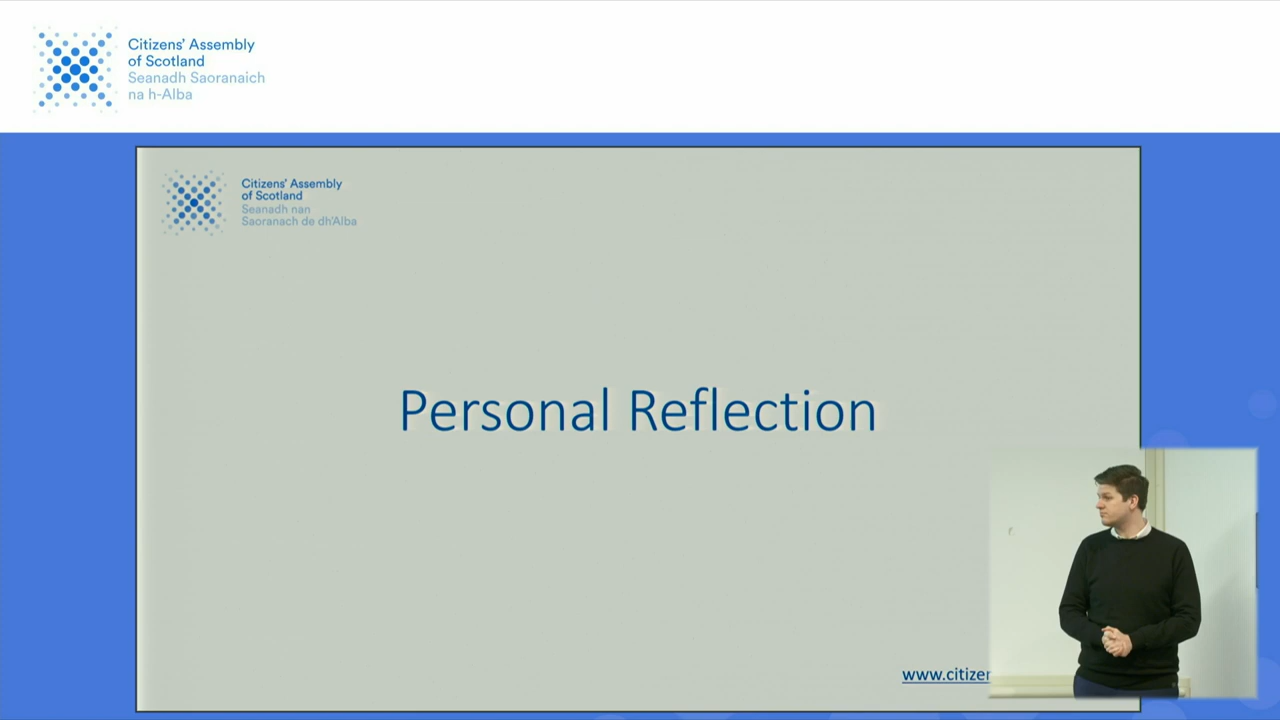 Citizens' Assembly
of Scotland
Seanadh Saoranaich
na h-Alba
Citizens' Assembly
of Scotland
Seanadh nan
Saoranach de dh'Alba
Personal Reflection
www.citizen